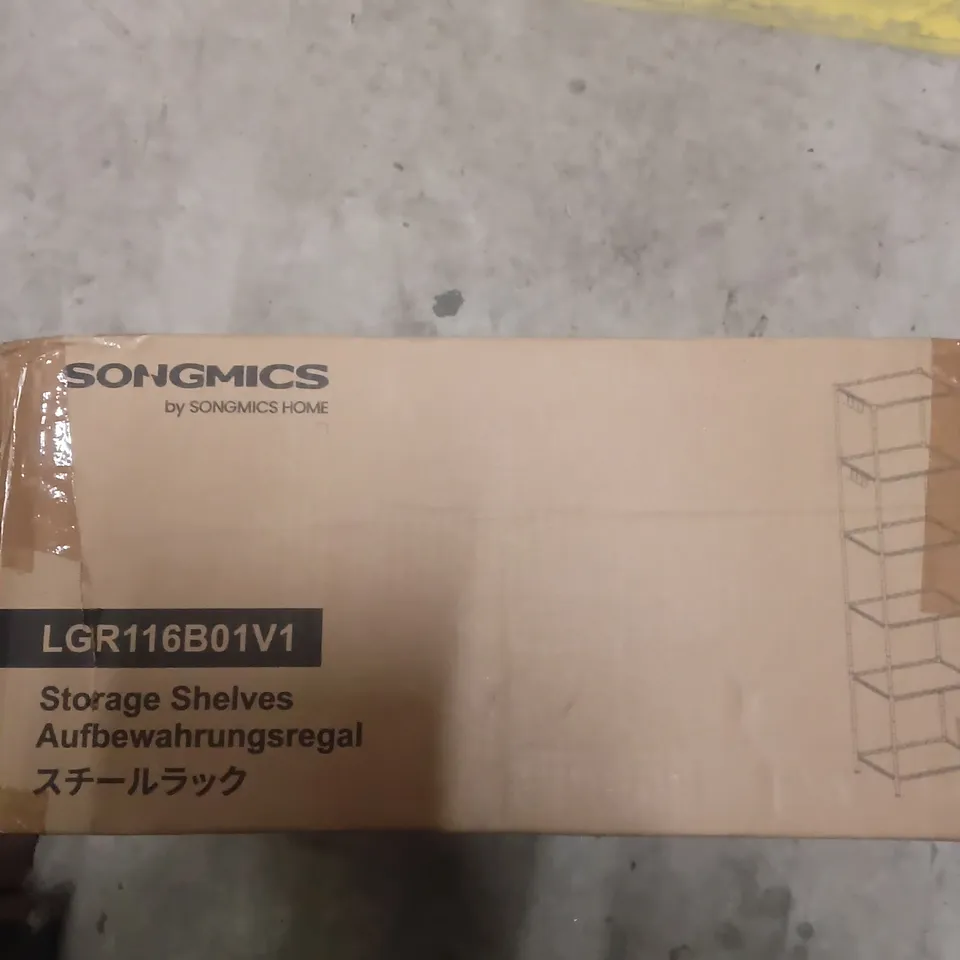 SONGMICS
by SONGMICS HOME
LGR116B01V1
Storage Shelves
Aufbewahrungsregal
スチールラック